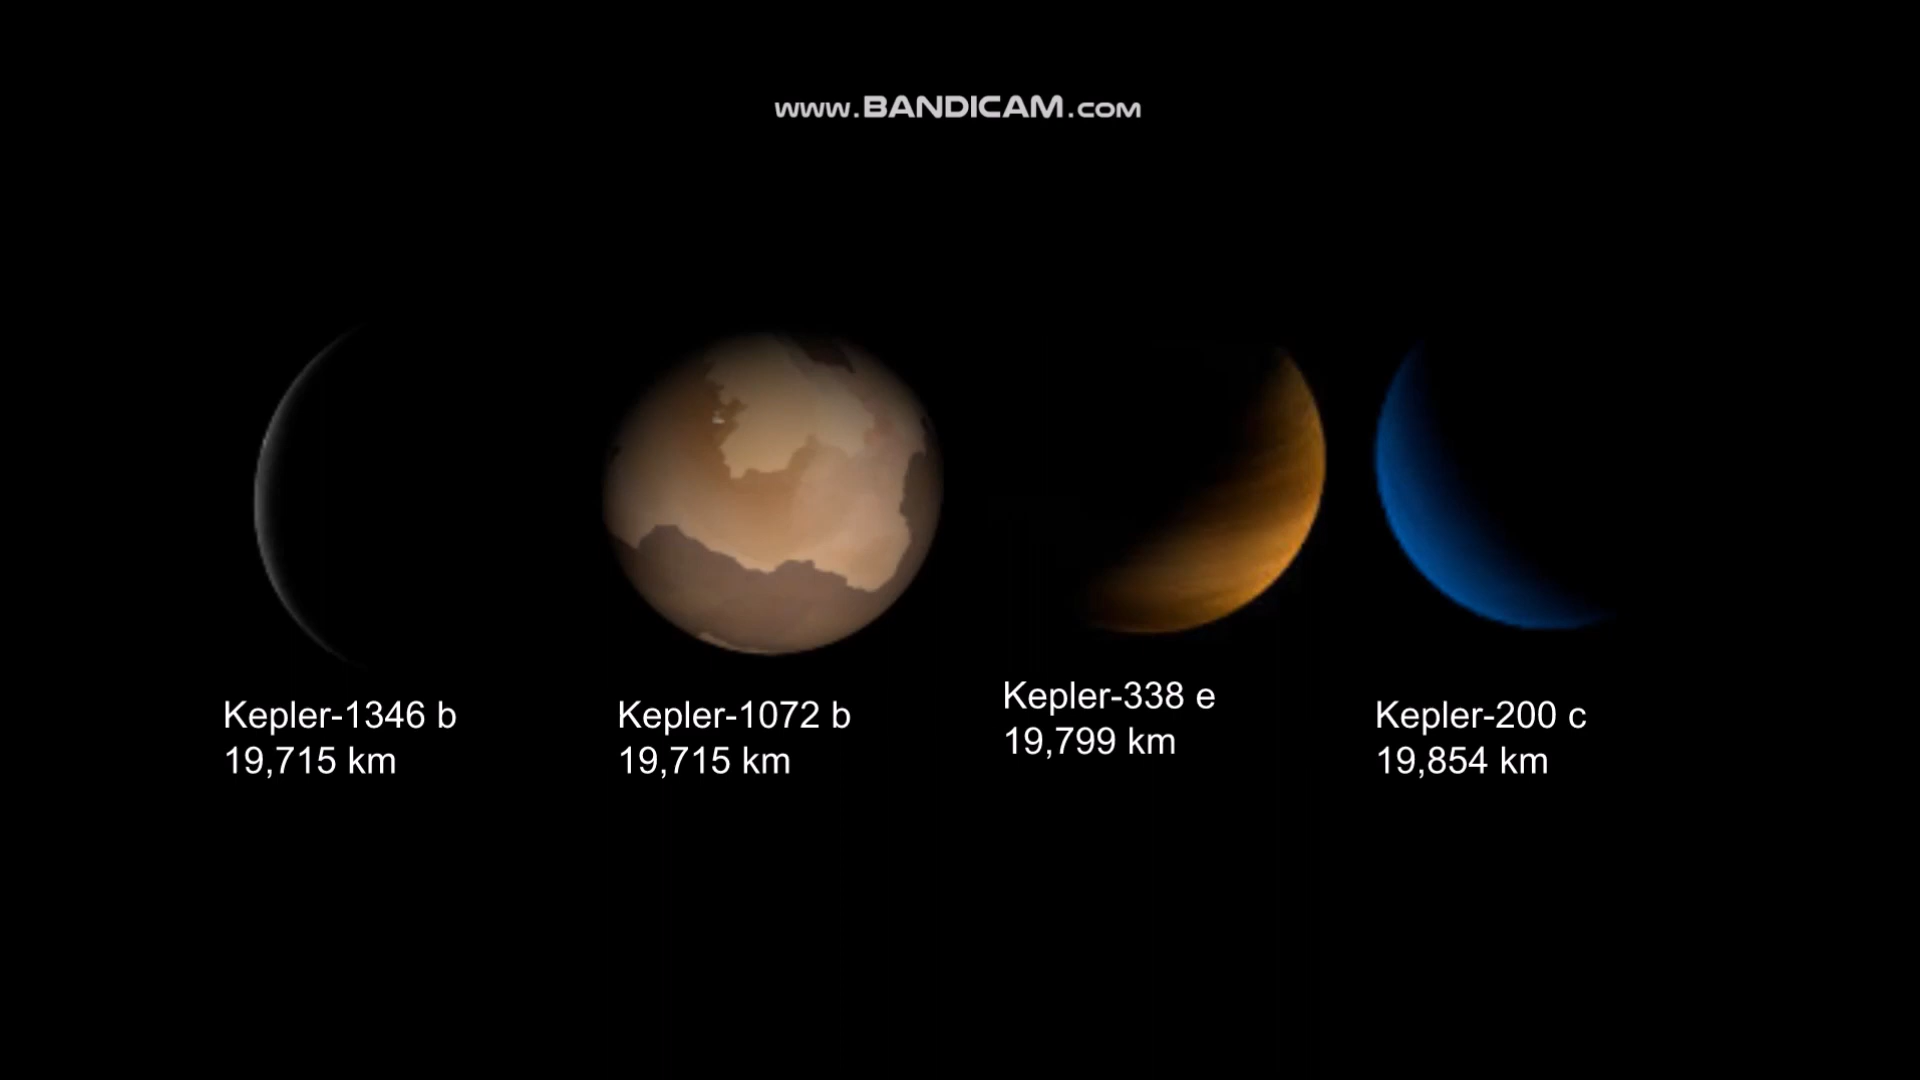 www.BANDICAM.com
Kepler-1346 b
19,715 km
Kepler-1072 b
19,715 km
Kepler-338 e
19,799 km
Kepler-200 c
19,854 km